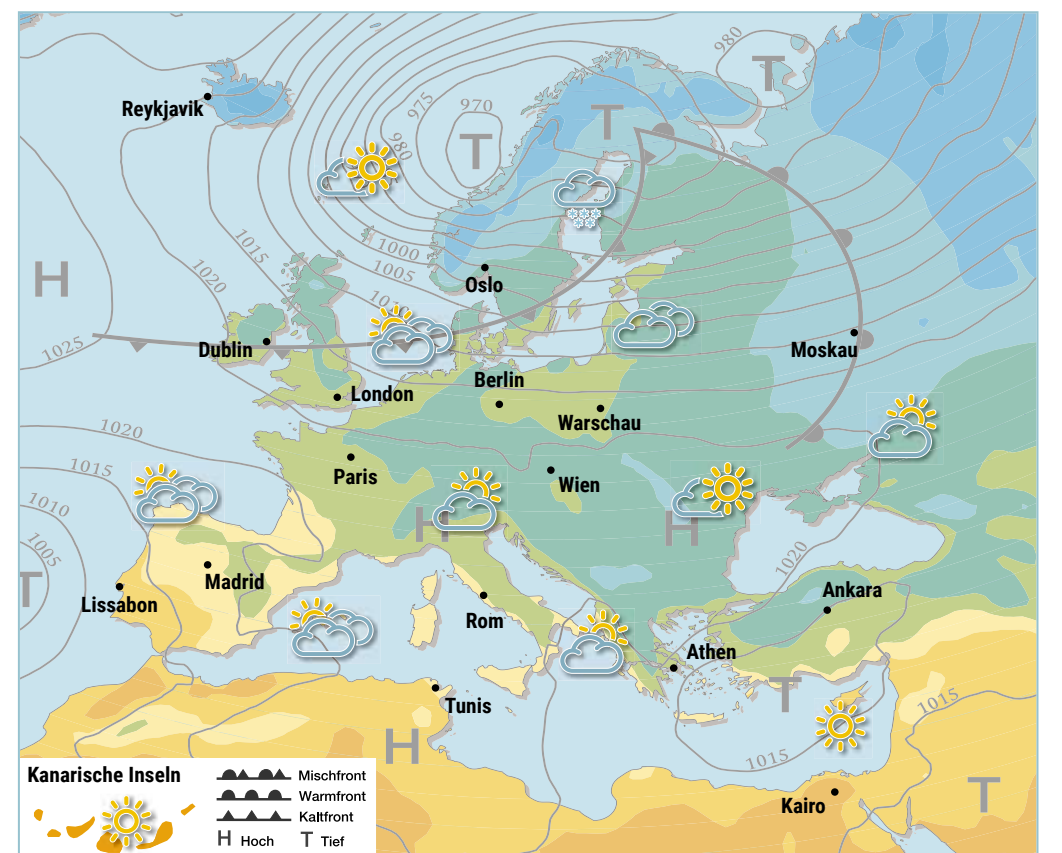 980
T
975
970
Reykjavik
T
980
T
1000
1015
1005
H
1020
Oslo
1010
1025
Dublin
Moskau
Berlin
London
Warschau
1020
1015
Paris
Wien
1010
H
H
1005
1020
T
Madrid
Ankara
Lissabon
Rom
Athen
T
1015
Tunis
H
1015
T
Kairo
Kanarische Inseln
Mischfront
Warmfront
Kaltfront
H Hoch T Tief